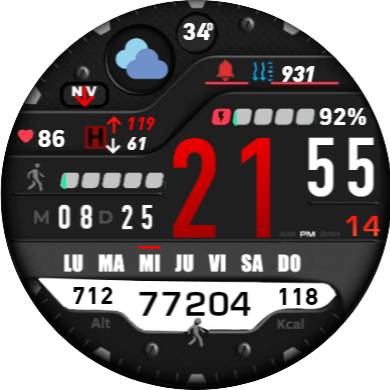 34°
931
N V
92%
86
H
119
61
21
55
M 08 D 25
AM PM 24H
14
LU MA MI JU VI SA DO
712
77204
118
Alt
Kcal